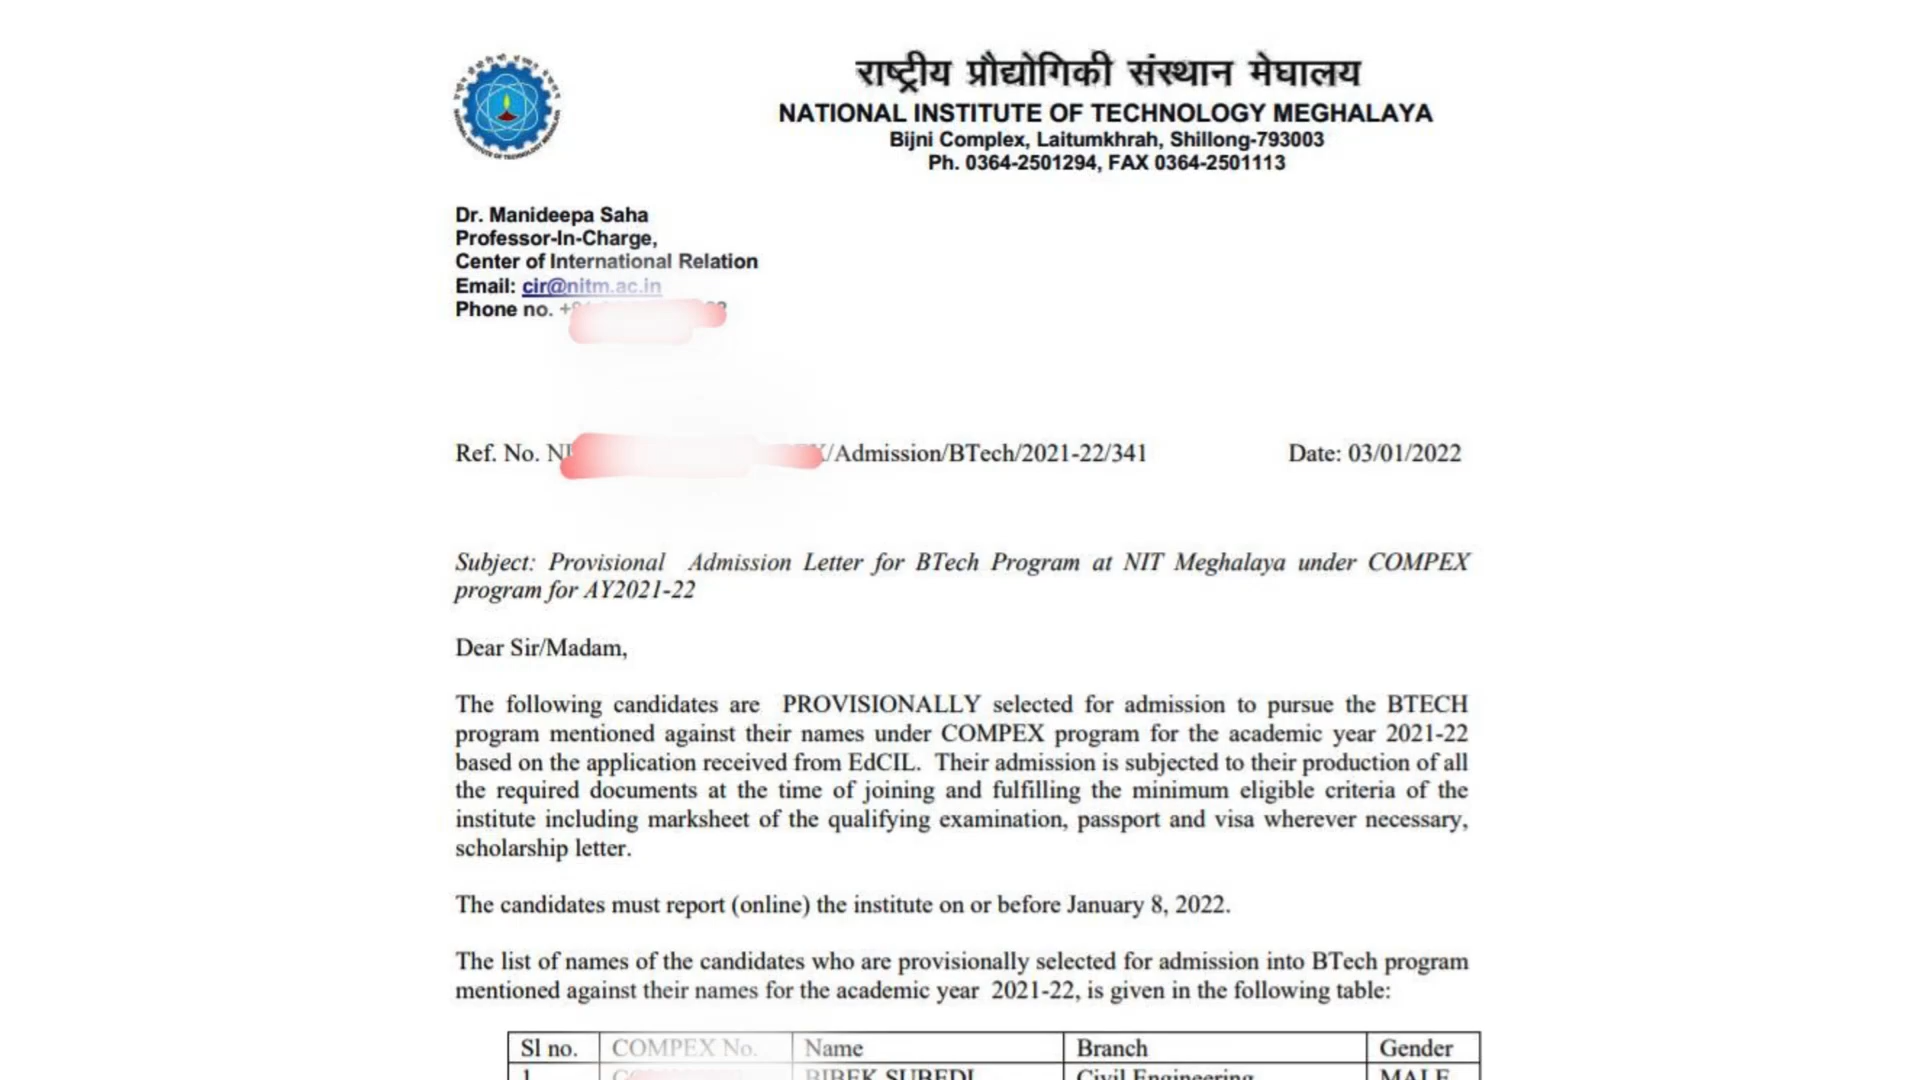 राष्ट्रीय प्रौद्योगिकी संस्थान मेघालय
NATIONAL INSTITUTE OF TECHNOLOGY MEGHALAYA
Bijni Complex, Laitumkhrah, Shillong-793003
Ph. 0364-2501294, FAX 0364-2501113
Dr. Manideepa Saha
Professor-In-Charge,
Center of International Relation
Email: cir@nitm.ac.in
Phone no.
Ref. No. /Admission/BTech/2021-22/341 Date: 03/01/2022
Subject: Provisional Admission Letter for BTech Program at NIT Meghalaya under COMPEX
program for AY2021-22
Dear Sir/Madam,
The following candidates are PROVISIONALLY selected for admission to pursue the BTECH
program mentioned against their names under COMPEX program for the academic year 2021-22
based on the application received from EdCIL. Their admission is subjected to their production of all
the required documents at the time of joining and fulfilling the minimum eligible criteria of the
institute including marksheet of the qualifying examination, passport and visa wherever necessary,
scholarship letter.
The candidates must report (online) the institute on or before January 8, 2022.
The list of names of the candidates who are provisionally selected for admission into BTech program
mentioned against their names for the academic year 2021-22, is given in the following table:
Sl no. COMPEX No. Name Branch Gender
1 BIBEK SUBEDI Civil Engineering MALE